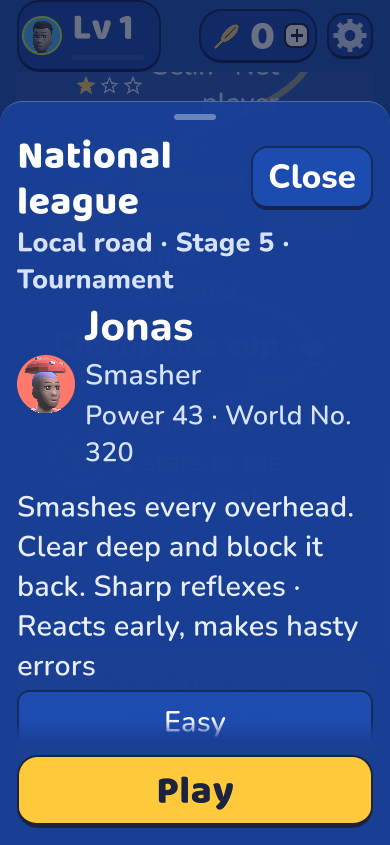 Lv 1
0
National
league
Close
Local road · Stage 5 ·
Tournament
Jonas
Smasher
Power 43 · World No.
320
Smashes every overhead.
Clear deep and block it
back. Sharp reflexes ·
Reacts early, makes hasty
errors
Easy
Play